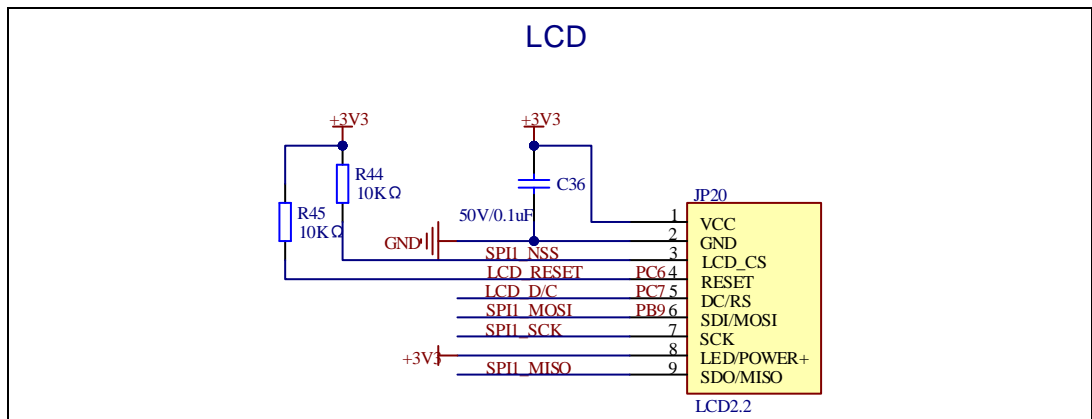 LCD
+3V3
+3V3
R44
10KΩ
C36
R45
10KΩ
50V/0.1uF
JP20
1
VCC
GND
2
GND
SPI1_NSS
3
LCD_CS
LCD_RESET
PC6
4
RESET
LCD_D/C
PC7
5
DC/RS
SPI1_MOSI
PB9
6
SDI/MOSI
SPI1_SCK
7
SCK
+3V3
8
LED/POWER+
SPI1_MISO
9
SDO/MISO
LCD2.2